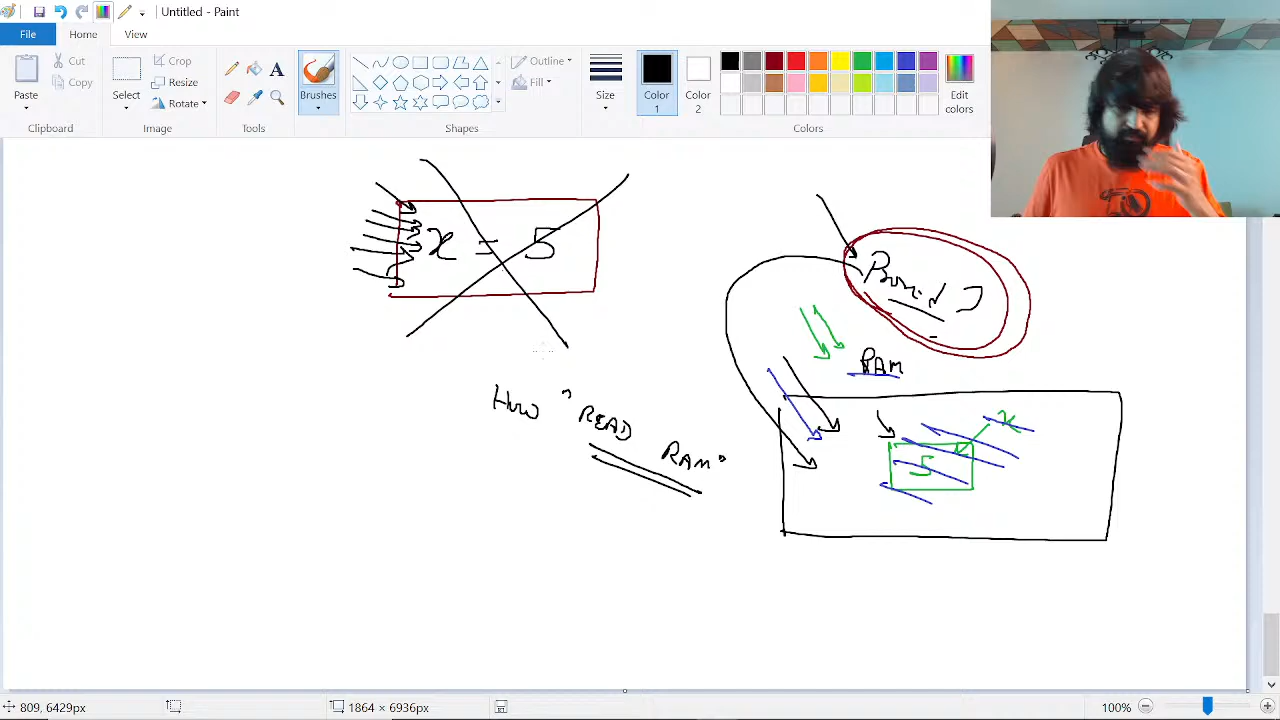 Untitled - Paint
File
Home
View
Cut
Copy
Paste
Clipboard
Crop
Select
Rotate
Image
Tools
Brushes
Outline
Fill
Shapes
Size
Color 1
Color 2
Edit colors
Colors
x = 5
RAM
How "READ
RAM"
x
5
809, 6429px
1864 × 6936px
100%